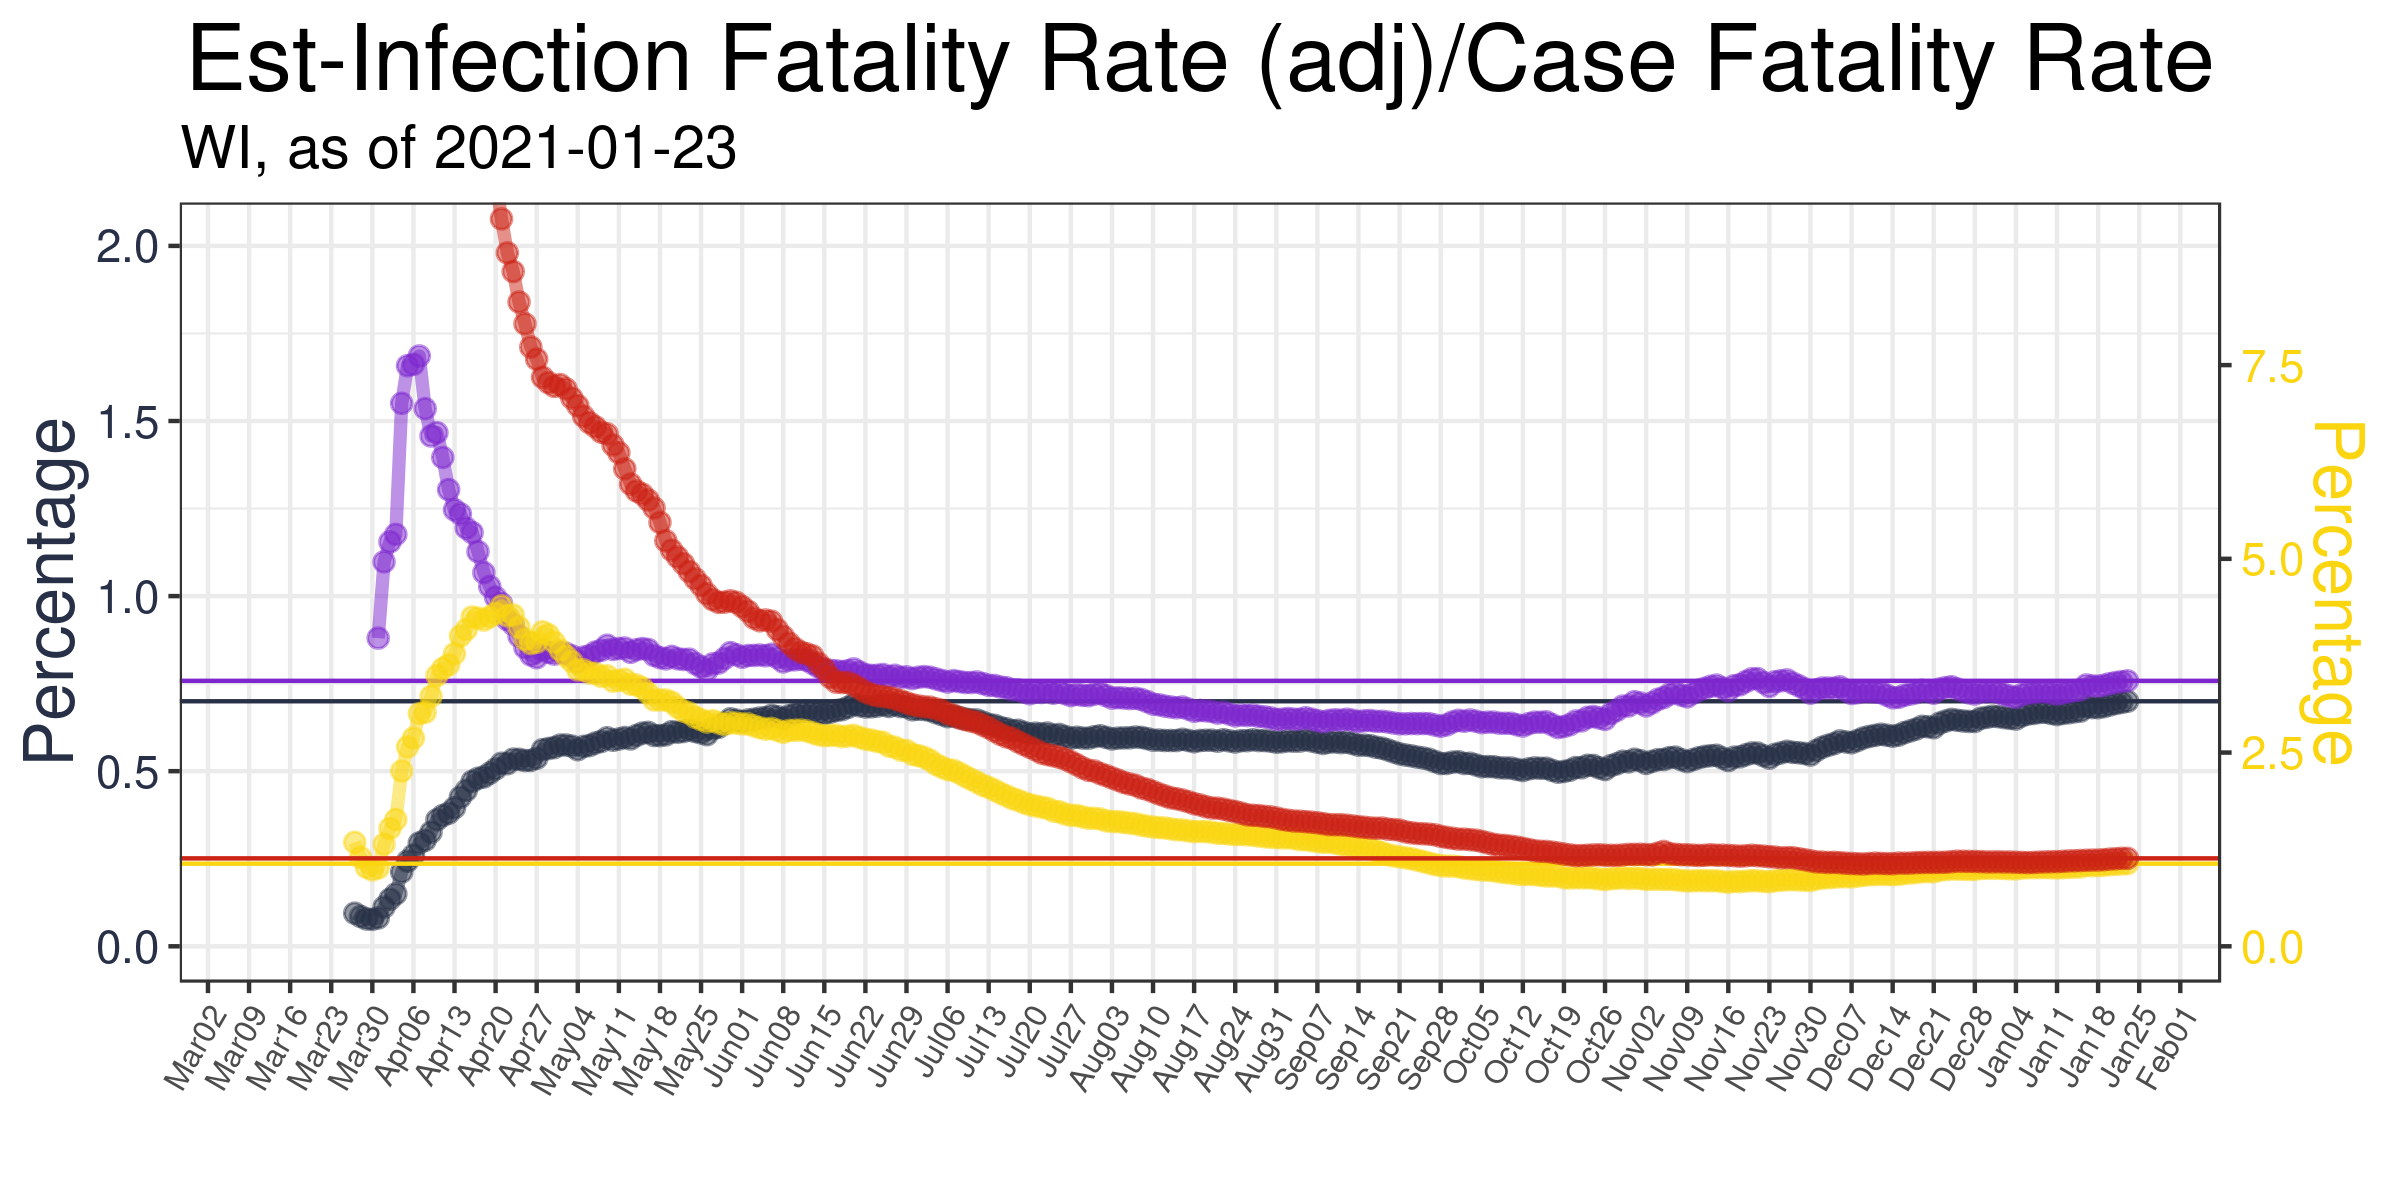 Est-Infection Fatality Rate (adj)/Case Fatality Rate
WI, as of 2021-01-23
Percentage
2.0
1.5
1.0
0.5
0.0
7.5
5.0
2.5
0.0
Percentage
Mar02
Mar09
Mar16
Mar23
Mar30
Apr06
Apr13
Apr20
Apr27
May04
May11
May18
May25
Jun01
Jun08
Jun15
Jun22
Jun29
Jul06
Jul13
Jul20
Jul27
Aug03
Aug10
Aug17
Aug24
Aug31
Sep07
Sep14
Sep21
Sep28
Oct05
Oct12
Oct19
Oct26
Nov02
Nov09
Nov16
Nov23
Nov30
Dec07
Dec14
Dec21
Dec28
Jan04
Jan11
Jan18
Jan25
Feb01